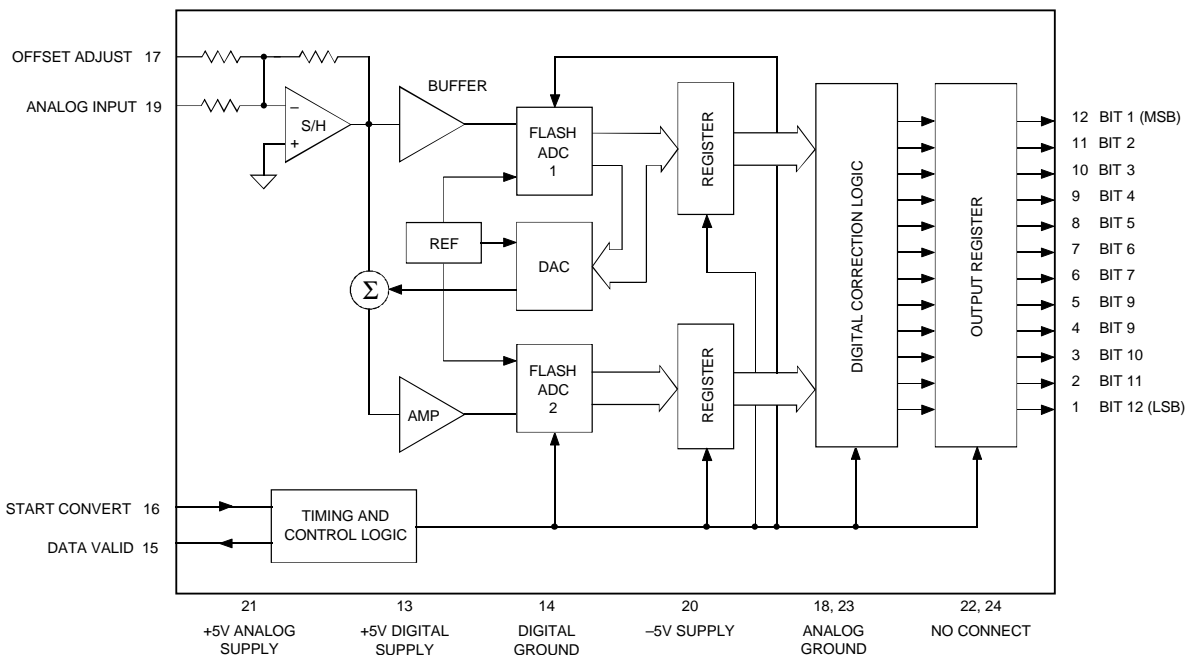 OFFSET ADJUST 17
ANALOG INPUT 19
–
S/H
+
BUFFER
FLASH
ADC
1
REGISTER
REF
DAC
Σ
AMP
FLASH
ADC
2
REGISTER
DIGITAL CORRECTION LOGIC
OUTPUT REGISTER
12 BIT 1 (MSB)
11 BIT 2
10 BIT 3
9 BIT 4
8 BIT 5
7 BIT 6
6 BIT 7
5 BIT 9
4 BIT 9
3 BIT 10
2 BIT 11
1 BIT 12 (LSB)
START CONVERT 16
DATA VALID 15
TIMING AND
CONTROL LOGIC
21
+5V ANALOG
SUPPLY
13
+5V DIGITAL
SUPPLY
14
DIGITAL
GROUND
20
–5V SUPPLY
18, 23
ANALOG
GROUND
22, 24
NO CONNECT